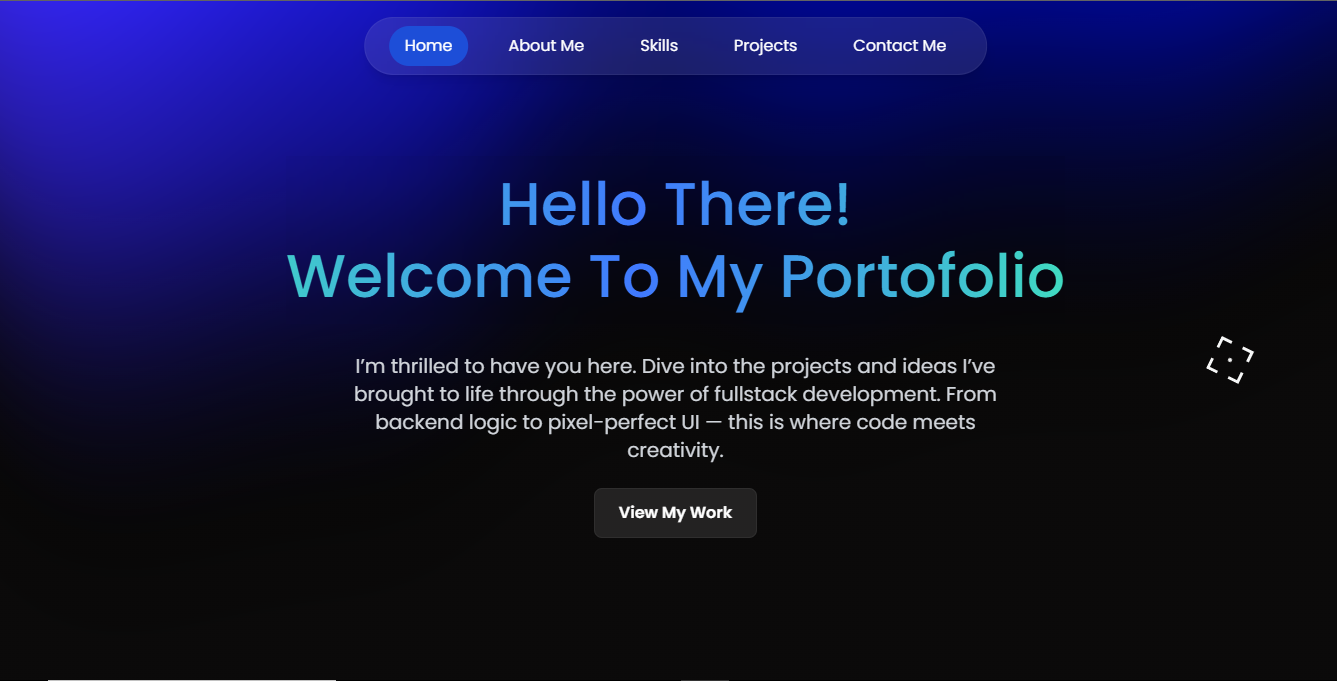 Home About Me Skills Projects Contact Me
Hello There!
Welcome To My Portofolio
I’m thrilled to have you here. Dive into the projects and ideas I’ve
brought to life through the power of fullstack development. From
backend logic to pixel-perfect UI — this is where code meets
creativity.
View My Work